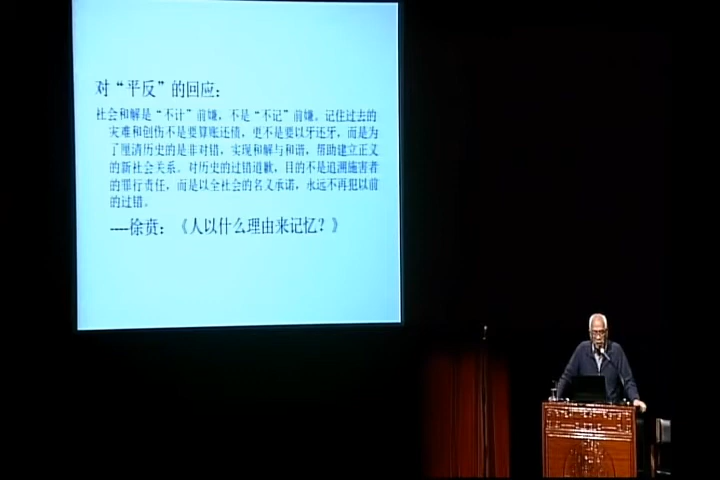 对“平反”的回应：
社会和解是“不计”前嫌，不是“不记”前嫌。记住过去的
灾难和创伤不是要算账还债，更不是要以牙还牙，而是为
了厘清历史的是非对错，实现和解与和谐，帮助建立正义
的新社会关系。对历史的过错道歉，目的不是追溯施害者
的罪行责任，而是以全社会的名义承诺，永远不再犯以前
的过错。
----徐贲：《人以什么理由来记忆？》